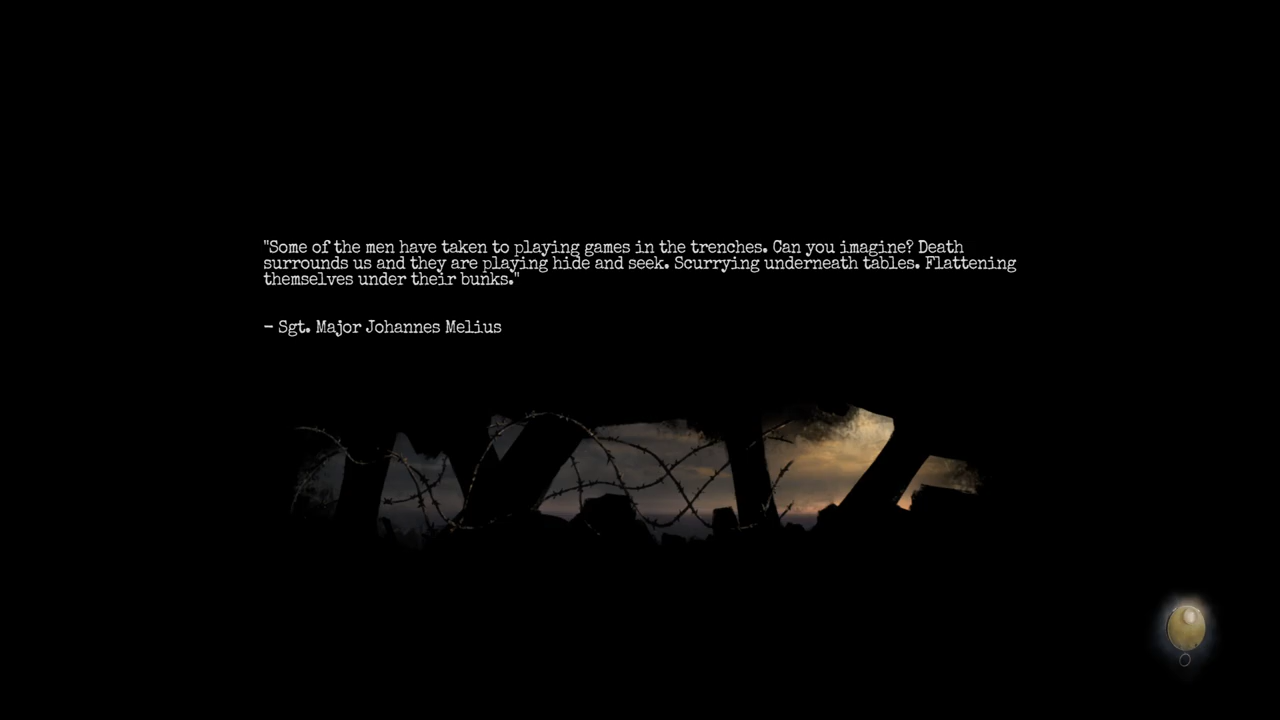 "Some of the men have taken to playing games in the trenches. Can you imagine? Death
surrounds us and they are playing hide and seek. Scurrying underneath tables. Flattening
themselves under their bunks."
- Sgt. Major Johannes Melius